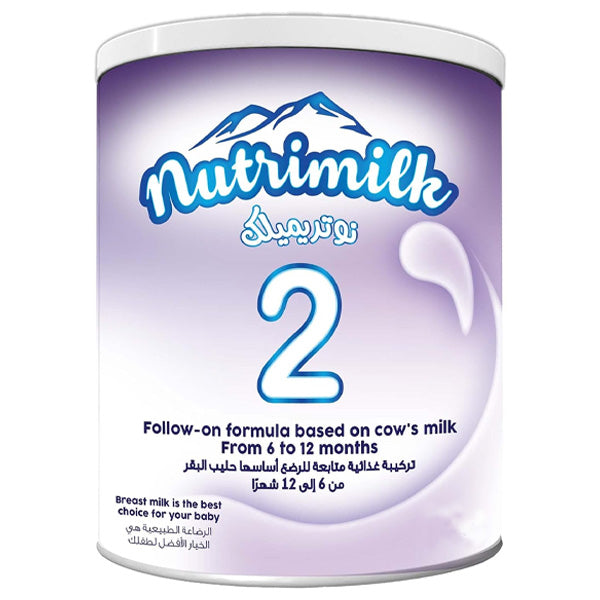 Nutrimilk
نوتريميلك
2
Follow-on formula based on cow's milk
From 6 to 12 months
تركيبة غذائية متابعة للرضع أساسها حليب البقر
من 6 إلى 12 شهرًا
Breast milk is the best
choice for your baby
الرضاعة الطبيعية هي
الخيار الأفضل لطفلك